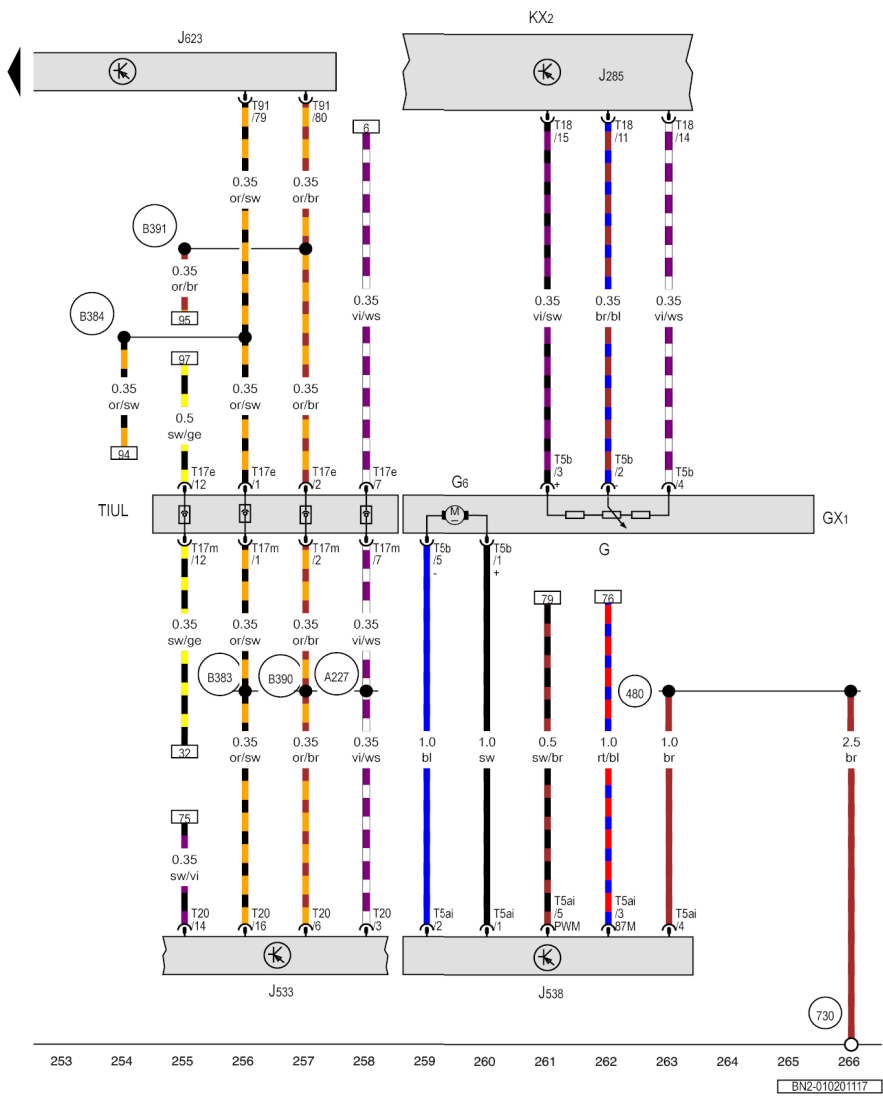 KX2
J623
J285
T91
/79
T91
/80
6
T18
/15
T18
/11
T18
/14
0.35
or/sw
0.35
or/br
B391
0.35
or/br
95
B384
97
0.35
vi/ws
0.35
vi/sw
0.35
br/bl
0.35
vi/ws
0.35
or/sw
94
0.5
sw/ge
0.35
or/sw
0.35
or/br
T17e
/12
T17e
/1
T17e
/2
T17e
/7
T5b
/3
+
T5b
/2
-
T5b
/4
G6
TIUL
M
GX1
G
T17m
/12
T17m
/1
T17m
/2
T17m
/7
T5b
/5
-
T5b
/1
+
79
76
0.35
sw/ge
0.35
or/sw
0.35
or/br
0.35
vi/ws
B383
B390
A227
480
32
0.35
or/sw
0.35
or/br
0.35
vi/ws
1.0
bl
1.0
sw
0.5
sw/br
1.0
rt/bl
1.0
br
2.5
br
75
0.35
sw/vi
T20
/14
T20
/16
T20
/6
T20
/3
T5ai
/2
T5ai
/1
T5ai
/5
PWM
T5ai
/3
87M
T5ai
/4
J533
J538
730
253 254 255 256 257 258 259 260 261 262 263 264 265 266
BN2-010201117